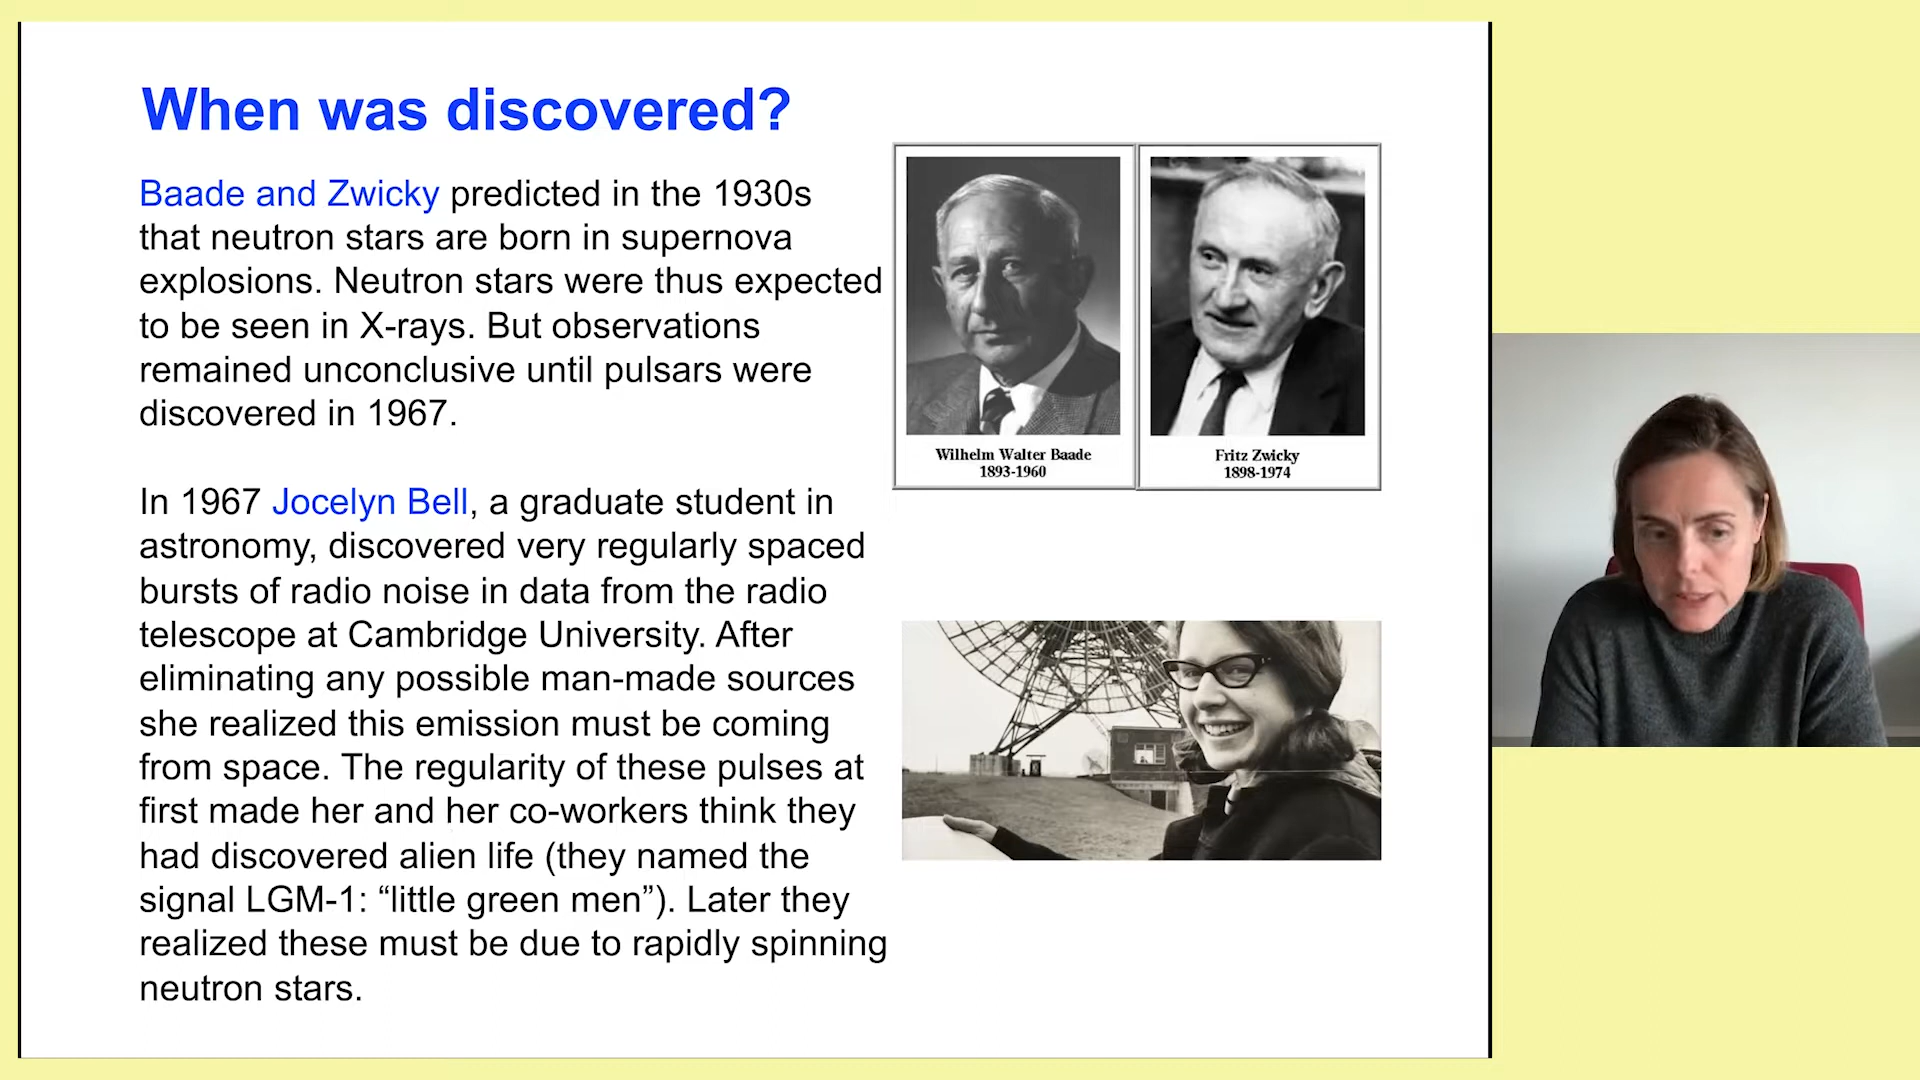 When was discovered?
Baade and Zwicky predicted in the 1930s
that neutron stars are born in supernova
explosions. Neutron stars were thus expected
to be seen in X-rays. But observations
remained unconclusive until pulsars were
discovered in 1967.
Wilhelm Walter Baade
1893-1960
Fritz Zwicky
1898-1974
In 1967 Jocelyn Bell, a graduate student in
astronomy, discovered very regularly spaced
bursts of radio noise in data from the radio
telescope at Cambridge University. After
eliminating any possible man-made sources
she realized this emission must be coming
from space. The regularity of these pulses at
first made her and her co-workers think they
had discovered alien life (they named the
signal LGM-1: “little green men”). Later they
realized these must be due to rapidly spinning
neutron stars.